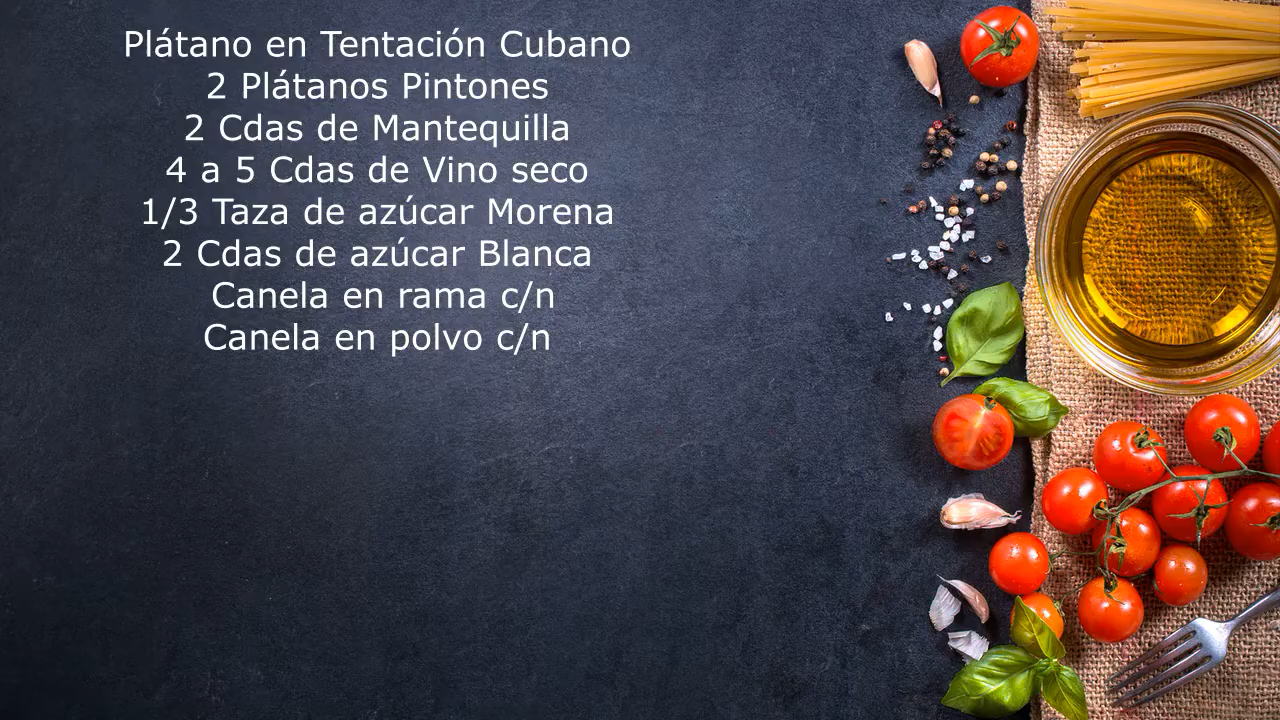 Plátano en Tentación Cubano
2 Plátanos Pintones
2 Cdas de Mantequilla
4 a 5 Cdas de Vino seco
1/3 Taza de azúcar Morena
2 Cdas de azúcar Blanca
Canela en rama c/n
Canela en polvo c/n